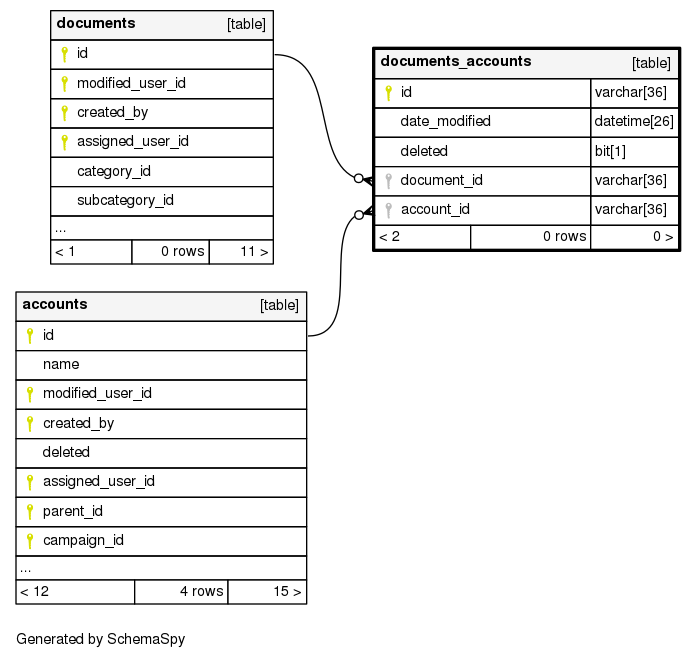 documents [table]
id
modified_user_id
created_by
assigned_user_id
category_id
subcategory_id
...
< 1 0 rows 11 >
documents_accounts [table]
id varchar[36]
date_modified datetime[26]
deleted bit[1]
document_id varchar[36]
account_id varchar[36]
< 2 0 rows 0 >
accounts [table]
id
name
modified_user_id
created_by
deleted
assigned_user_id
parent_id
campaign_id
...
< 12 4 rows 15 >
Generated by SchemaSpy